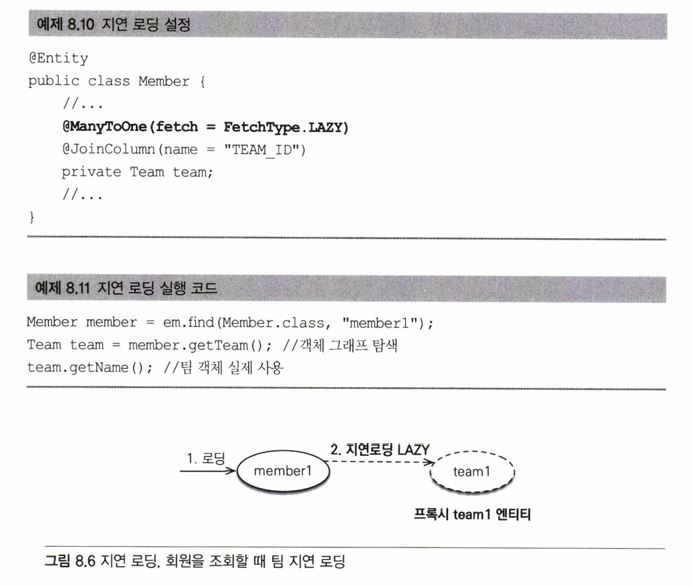 예제 8.10 지연 로딩 설정
@Entity
public class Member {
//...
@ManyToOne(fetch = FetchType.LAZY)
@JoinColumn(name = "TEAM_ID")
private Team team;
//...
}
예제 8.11 지연 로딩 실행 코드
Member member = em.find(Member.class, "member1");
Team team = member.getTeam(); //객체 그래프 탐색
team.getName(); //팀 객체 실제 사용
1. 로딩
member1
2. 지연로딩 LAZY
team1
프록시 team1 엔티티
그림 8.6 지연 로딩, 회원을 조회할 때 팀 지연 로딩